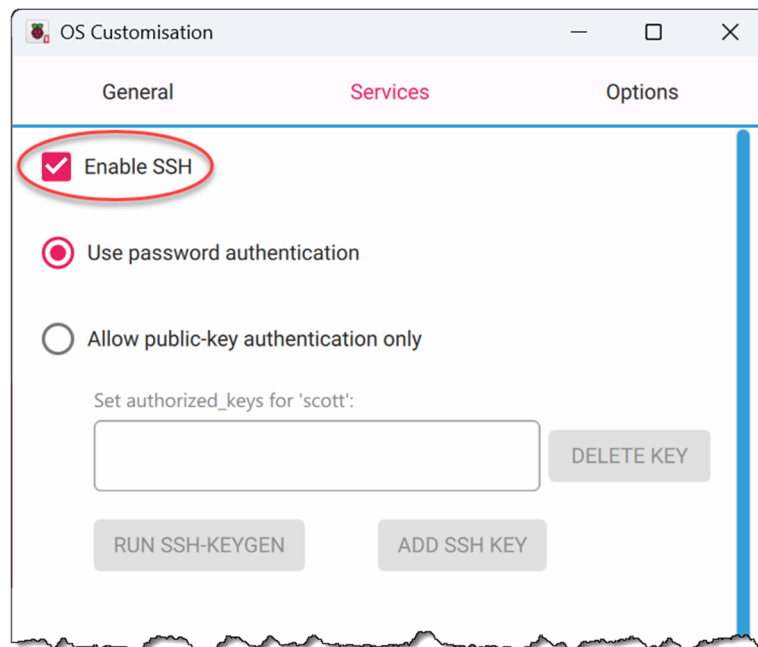 OS Customisation
General Services Options
Enable SSH
Use password authentication
Allow public-key authentication only
Set authorized_keys for 'scott':
DELETE KEY
RUN SSH-KEYGEN ADD SSH KEY